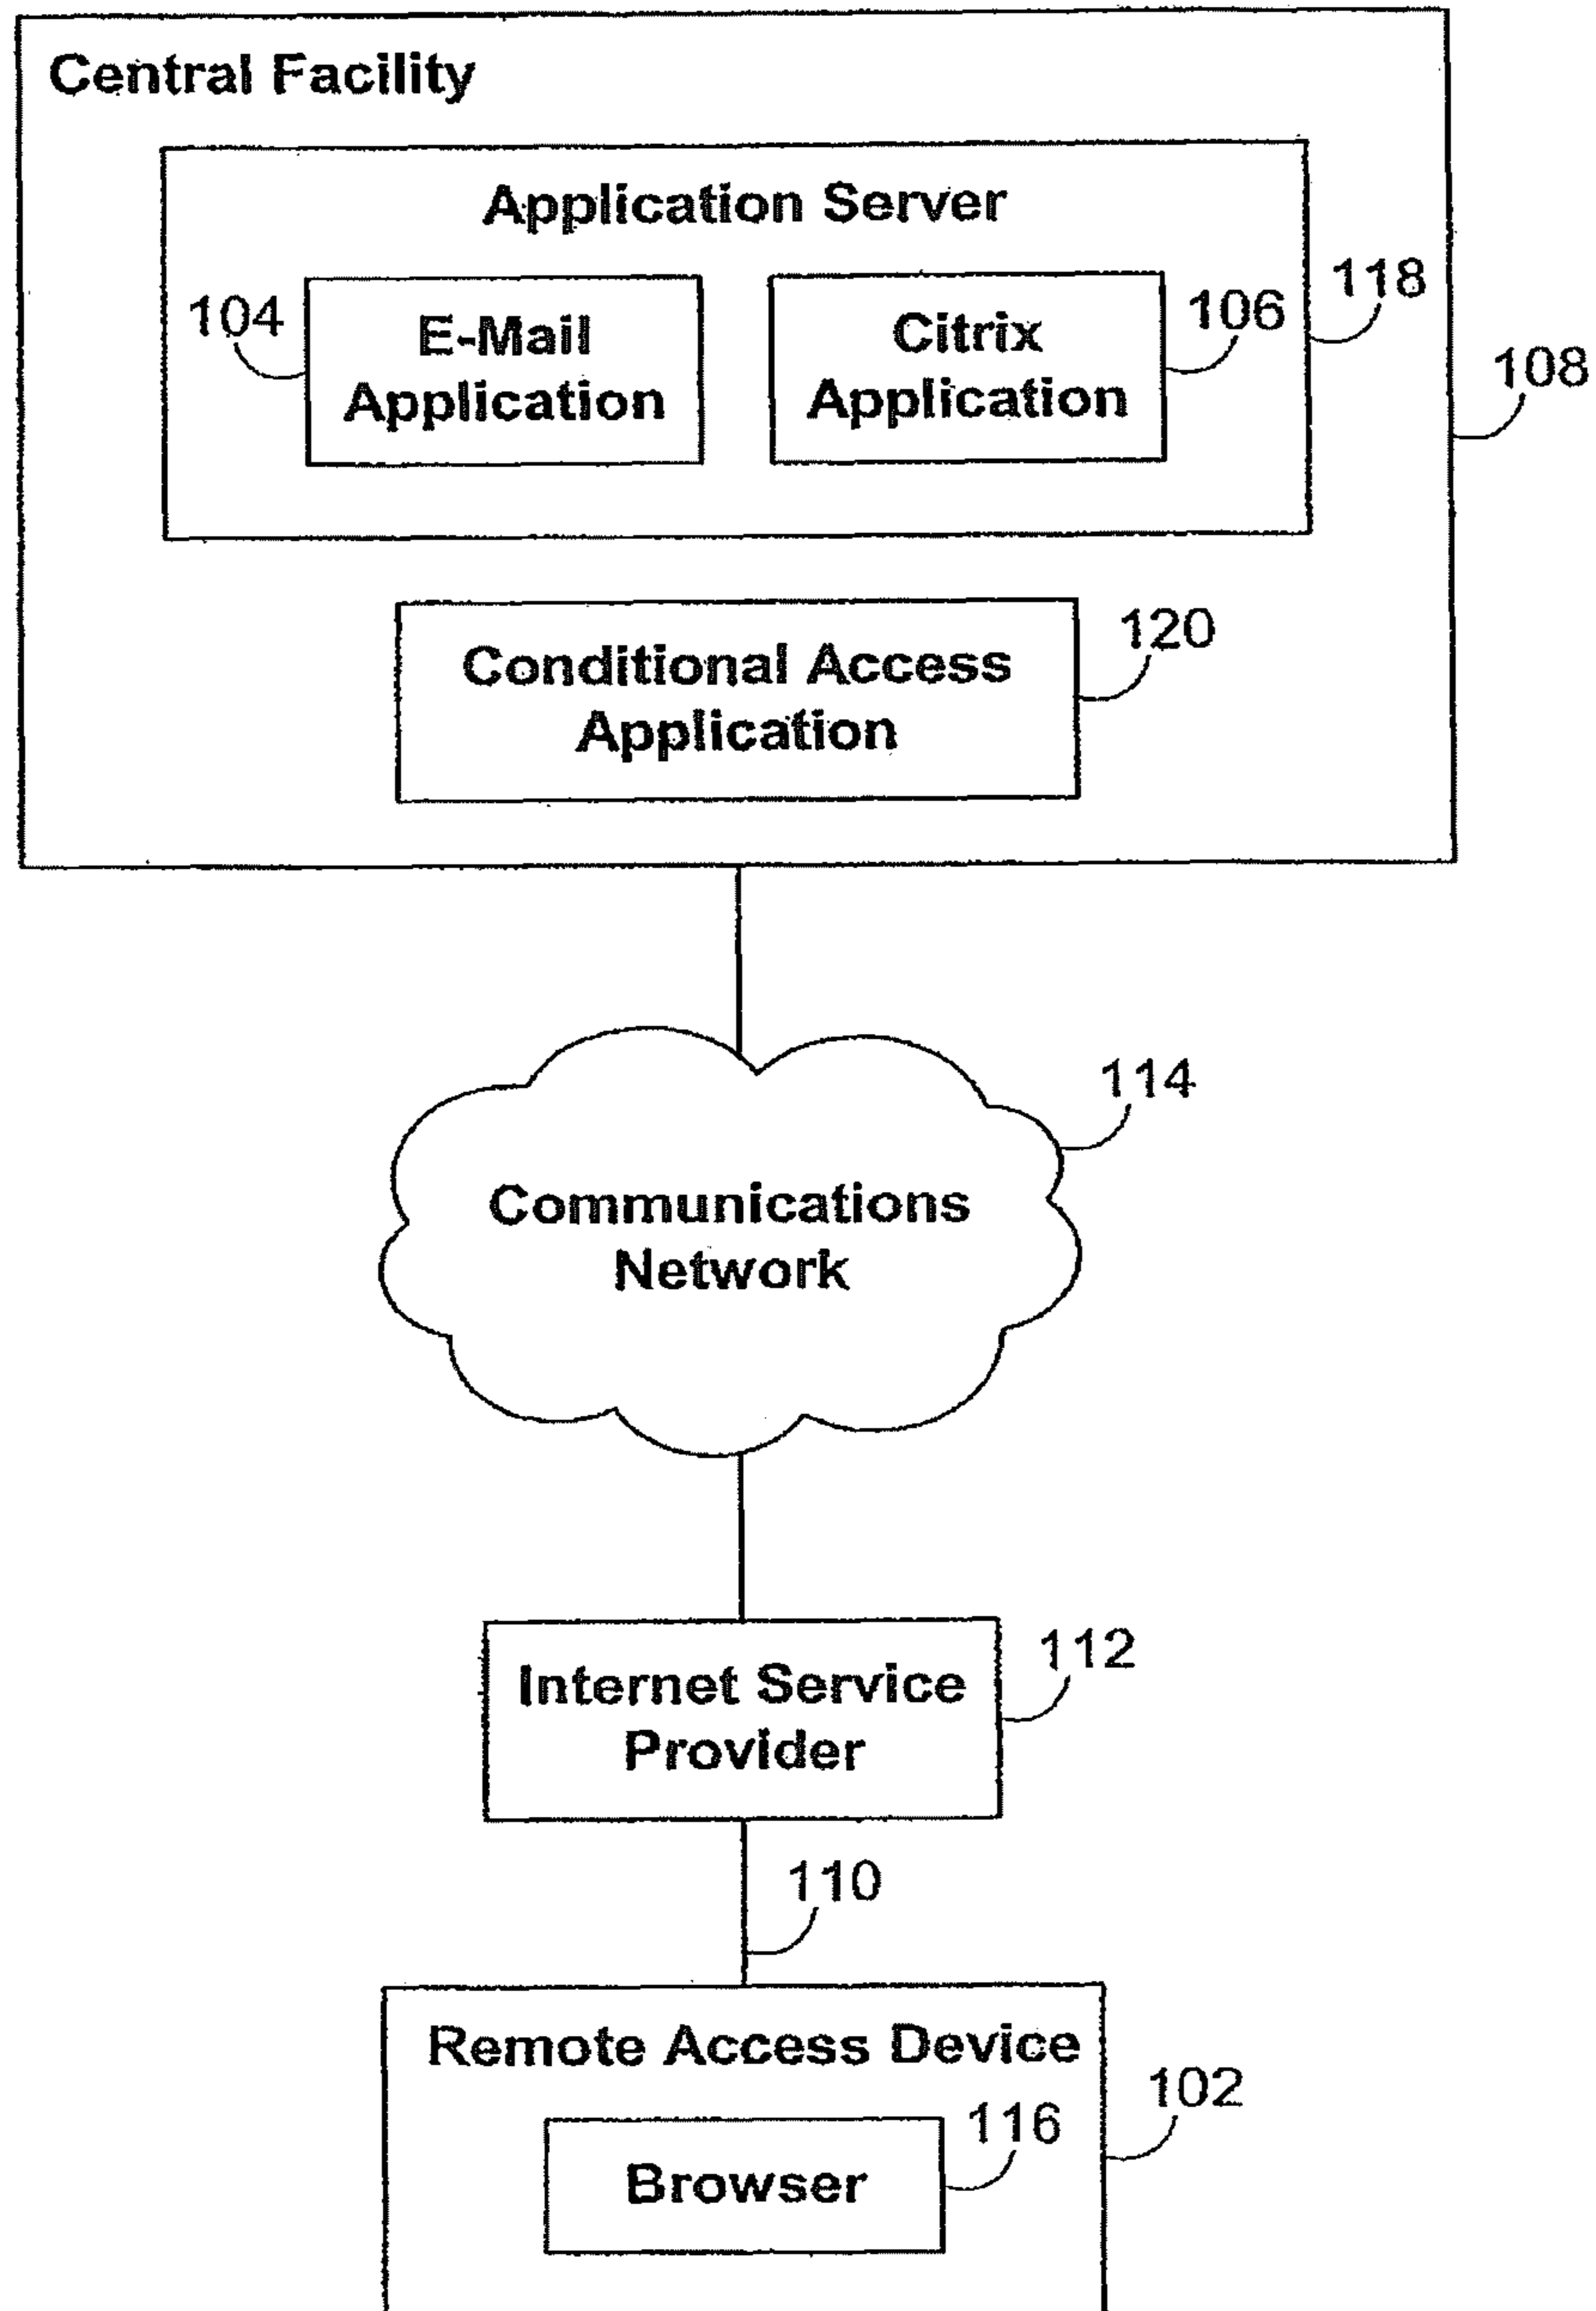 Central Facility
Application Server
104
E-Mail
Application
Citrix
Application
106
118
108
Conditional Access
Application
120
114
Communications
Network
Internet Service
Provider
112
110
Remote Access Device
102
116
Browser